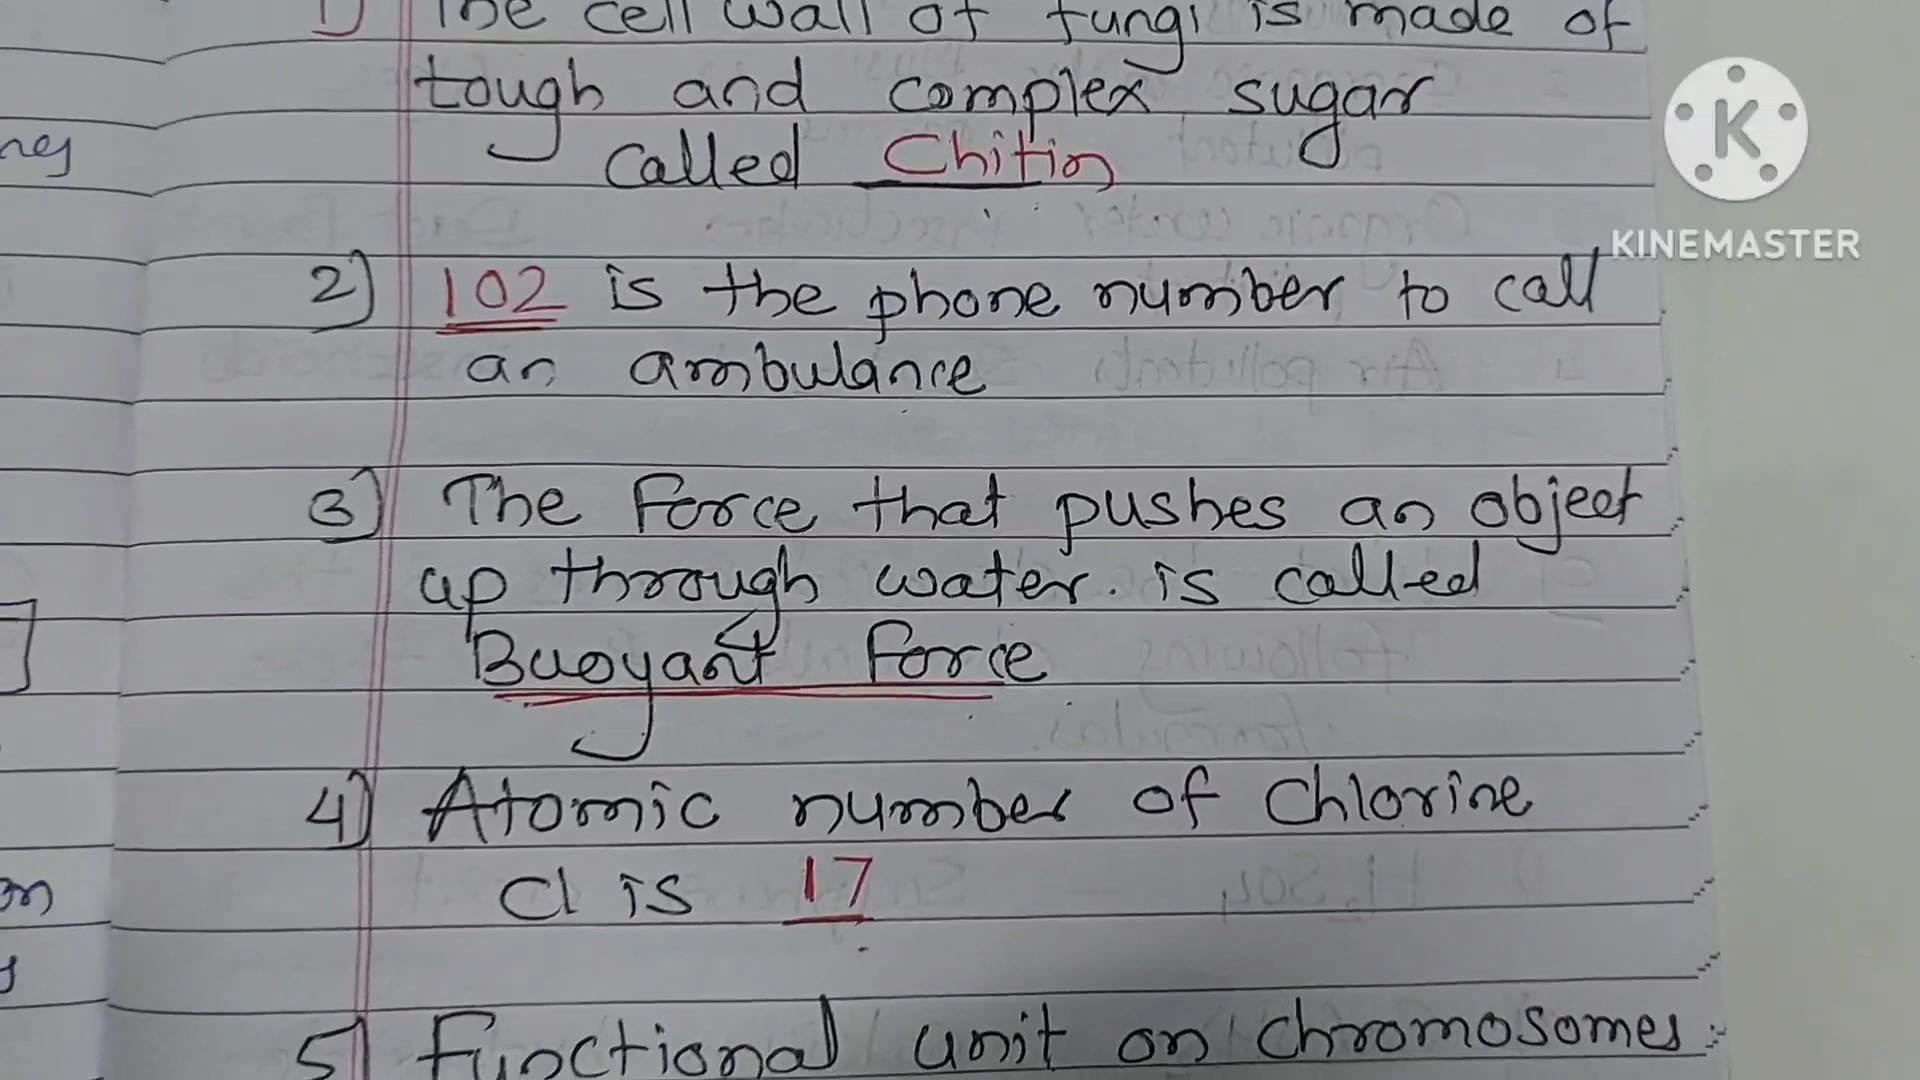 1) The cell wall of fungi is made of
tough and complex sugar
called Chitin
2) 102 is the phone number to call
an ambulance
3) The Force that pushes an object
up through water. is called
Buoyant Force
4) Atomic number of Chlorine
Cl is 17
5) Functional unit on chromosomes
KINEMASTER